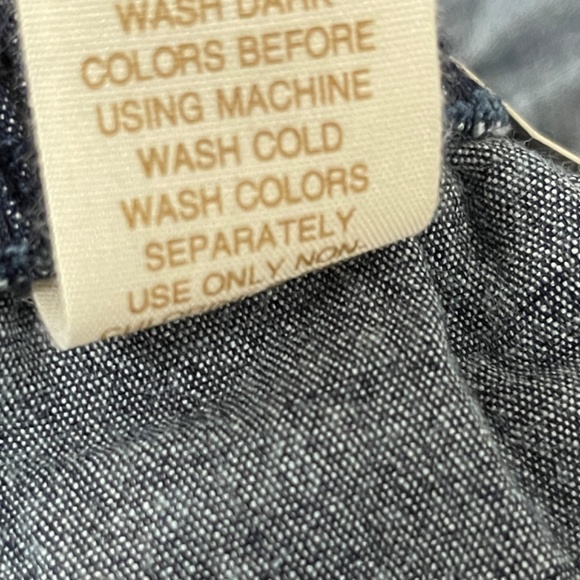 WASH DARK
COLORS BEFORE
USING MACHINE
WASH COLD
WASH COLORS
SEPARATELY
USE ONLY NON-